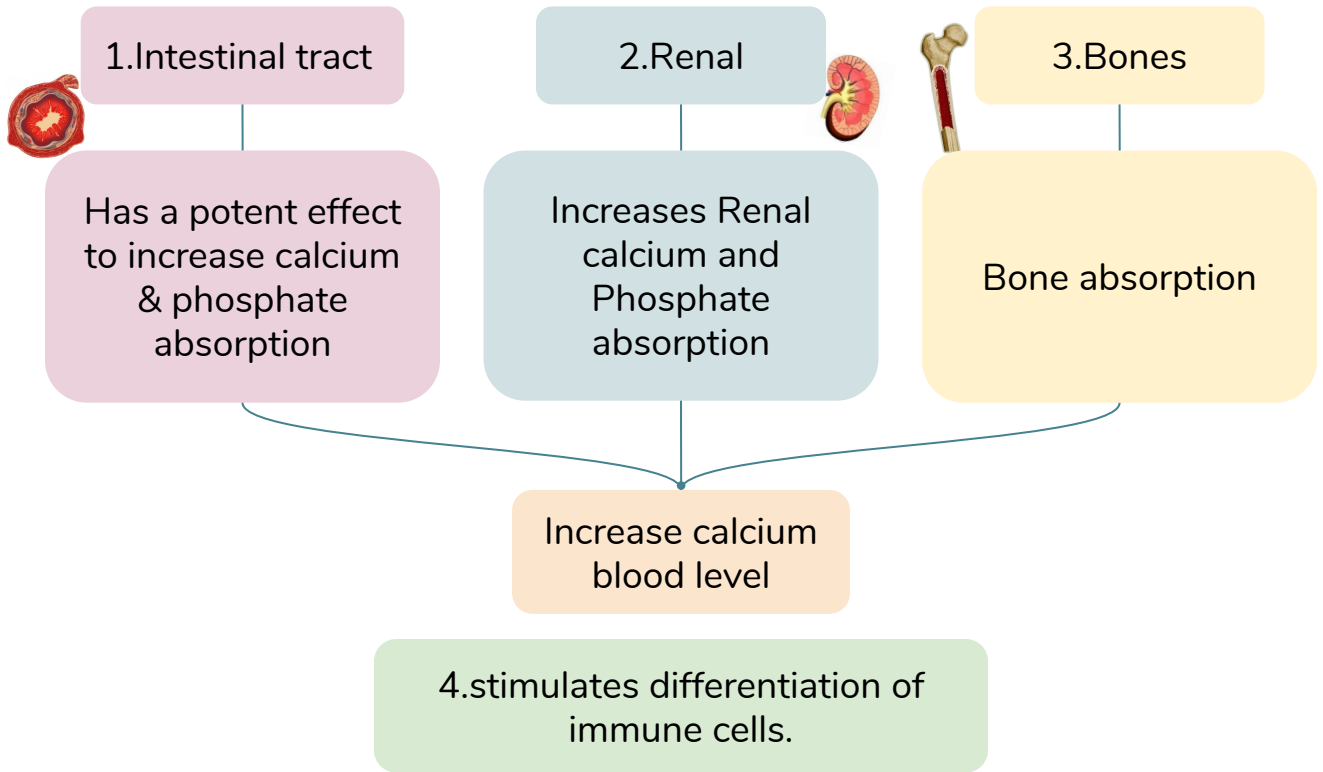 1.Intestinal tract
2.Renal
3.Bones
Has a potent effect
to increase calcium
& phosphate
absorption
Increases Renal
calcium and
Phosphate
absorption
Bone absorption
Increase calcium
blood level
4.stimulates differentiation of
immune cells.